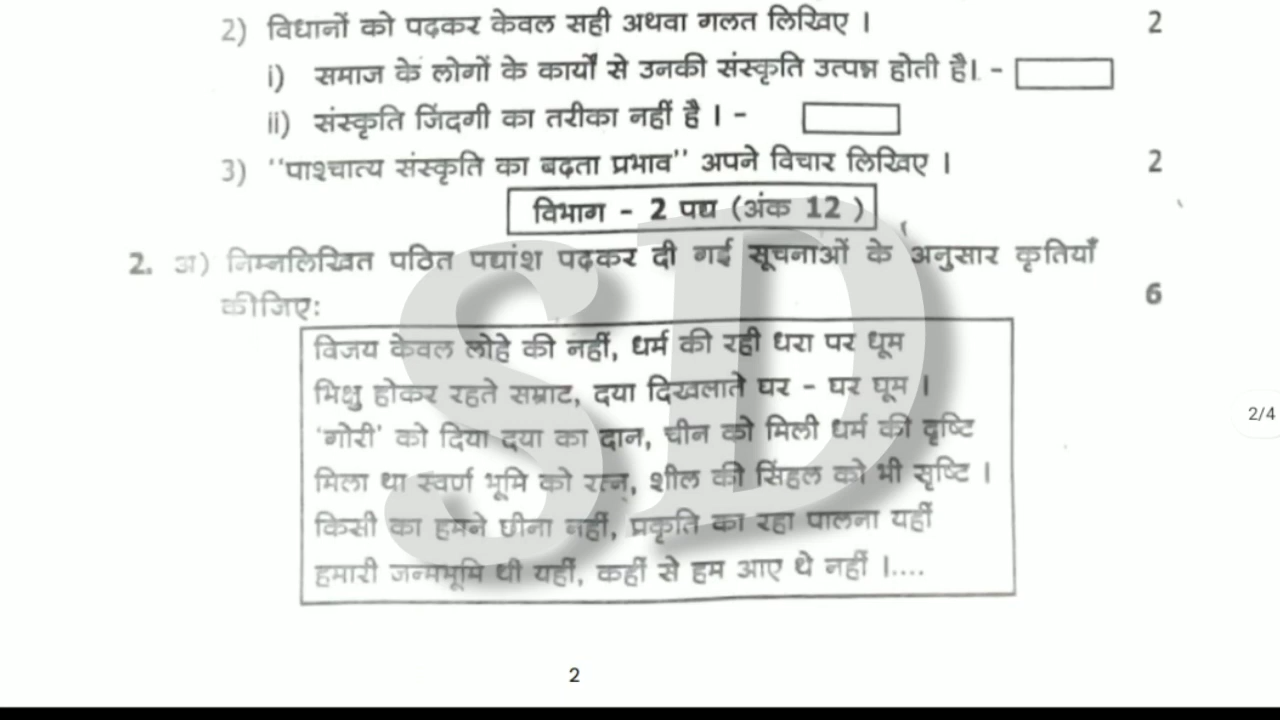 2) विधानों को पढ़कर केवल सही अथवा गलत लिखिए । 2
i) समाज के लोगों के कार्यों से उनकी संस्कृति उत्पन्न होती है। -
ii) संस्कृति जिंदगी का तरीका नहीं है । -
3) ‘‘पाश्चात्य संस्कृति का बढ़ता प्रभाव’’ अपने विचार लिखिए । 2
विभाग - 2 पद्य (अंक 12 )
2. अ) निम्नलिखित पठित पद्यांश पढ़कर दी गई सूचनाओं के अनुसार कृतियाँ
कीजिए: 6
विजय केवल लोहे की नहीं, धर्म की रही धरा पर धूम
भिक्षु होकर रहते सम्राट, दया दिखलाते घर - घर घूम ।
‘गोरी’ को दिया दया का दान, चीन को मिली धर्म की दृष्टि
मिला था स्वर्ण भूमि को रत्न, शील की सिंहल को भी सृष्टि ।
किसी का हमने छीना नहीं, प्रकृति का रहा पालना यहीं
हमारी जन्मभूमि थी यहीं, कहीं से हम आए थे नहीं ।....
SD
2/4
2